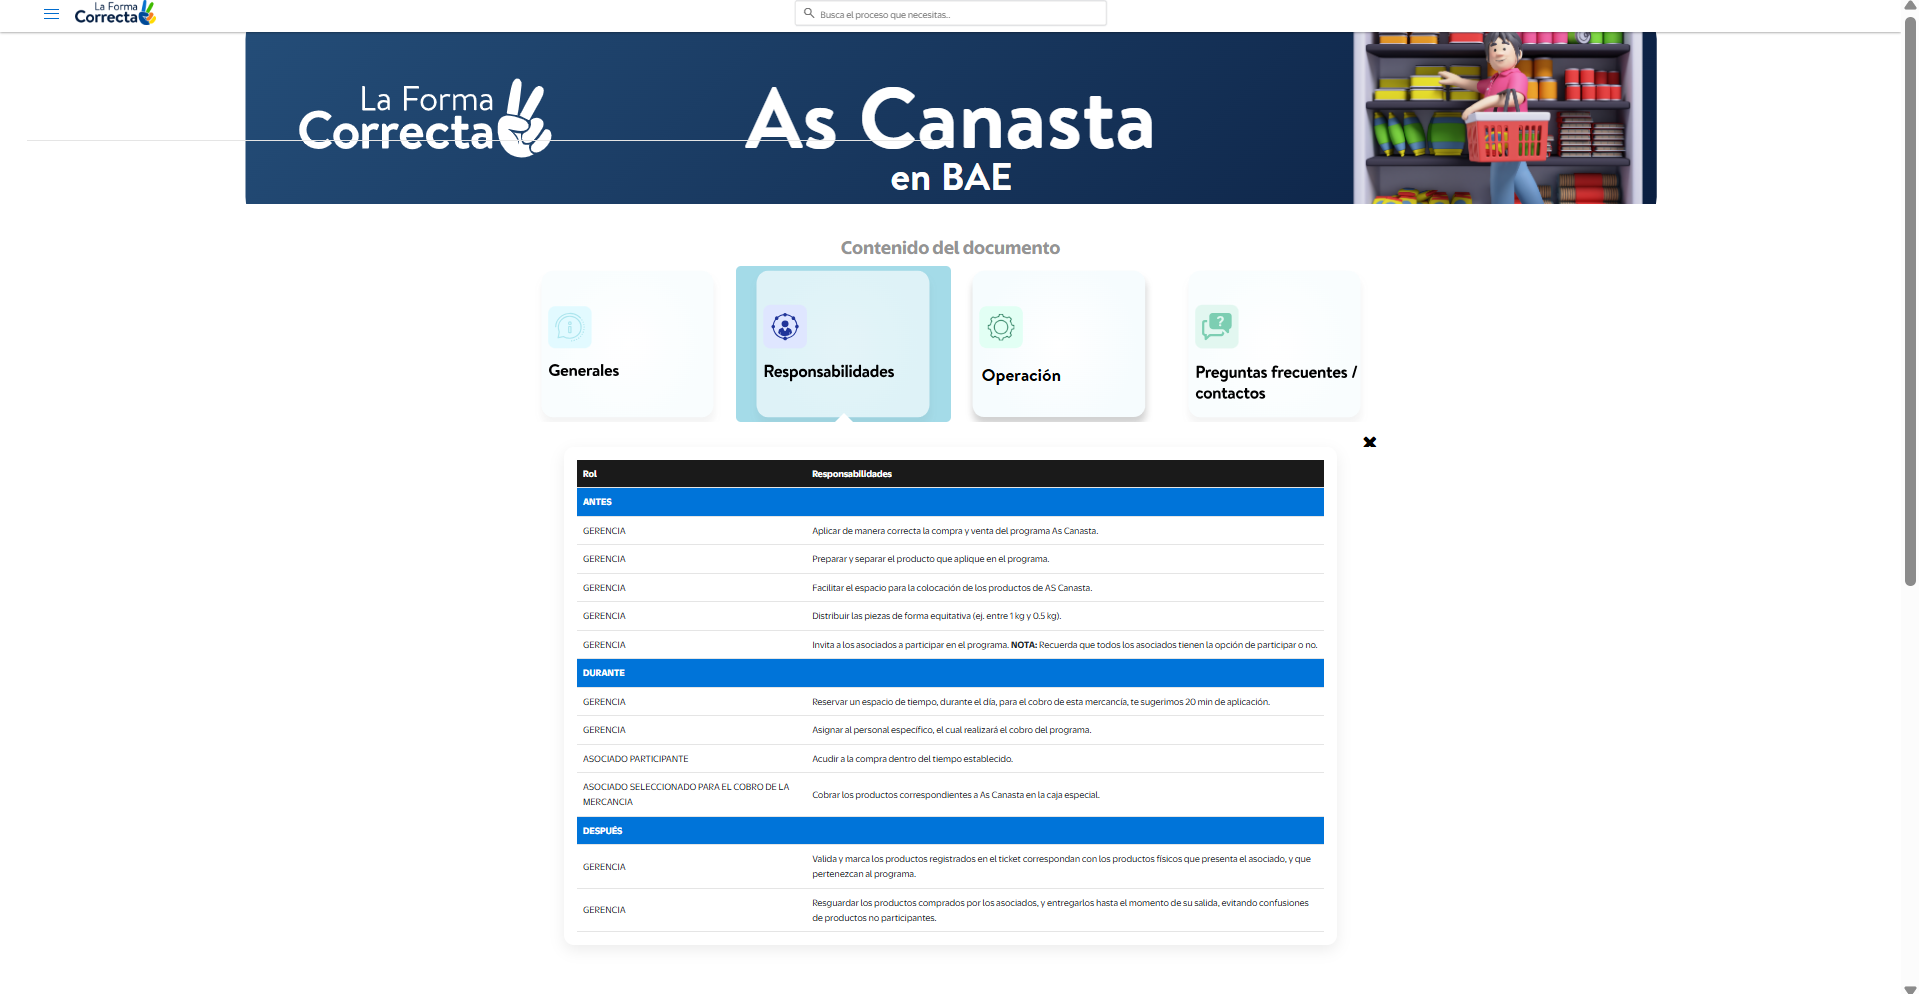 La Forma
Correcta
Busca el proceso que necesitas..
La Forma
Correcta
As Canasta
en BAE
Contenido del documento
Generales
Responsabilidades
Operación
Preguntas frecuentes /
contactos
Rol Responsabilidades
ANTES
GERENCIA Aplicar de manera correcta la compra y venta del programa As Canasta.
GERENCIA Preparar y separar el producto que aplique en el programa.
GERENCIA Facilitar el espacio para la colocación de los productos de AS Canasta.
GERENCIA Distribuir las piezas de forma equitativa (ej. entre 1 kg y 0.5 kg).
GERENCIA Invita a los asociados a participar en el programa. NOTA: Recuerda que todos los asociados tienen la opción de participar o no.
DURANTE
GERENCIA Reservar un espacio de tiempo, durante el día, para el cobro de esta mercancía, te sugerimos 20 min de aplicación.
GERENCIA Asignar al personal específico, el cual realizará el cobro del programa.
ASOCIADO PARTICIPANTE Acudir a la compra dentro del tiempo establecido.
ASOCIADO SELECCIONADO PARA EL COBRO DE LA
MERCANCIA
Cobrar los productos correspondientes a As Canasta en la caja especial.
DESPUÉS
GERENCIA
Valida y marca los productos registrados en el ticket correspondan con los productos físicos que presenta el asociado, y que
pertenezcan al programa.
GERENCIA
Resguardar los productos comprados por los asociados, y entregarlos hasta el momento de su salida, evitando confusiones
de productos no participantes.